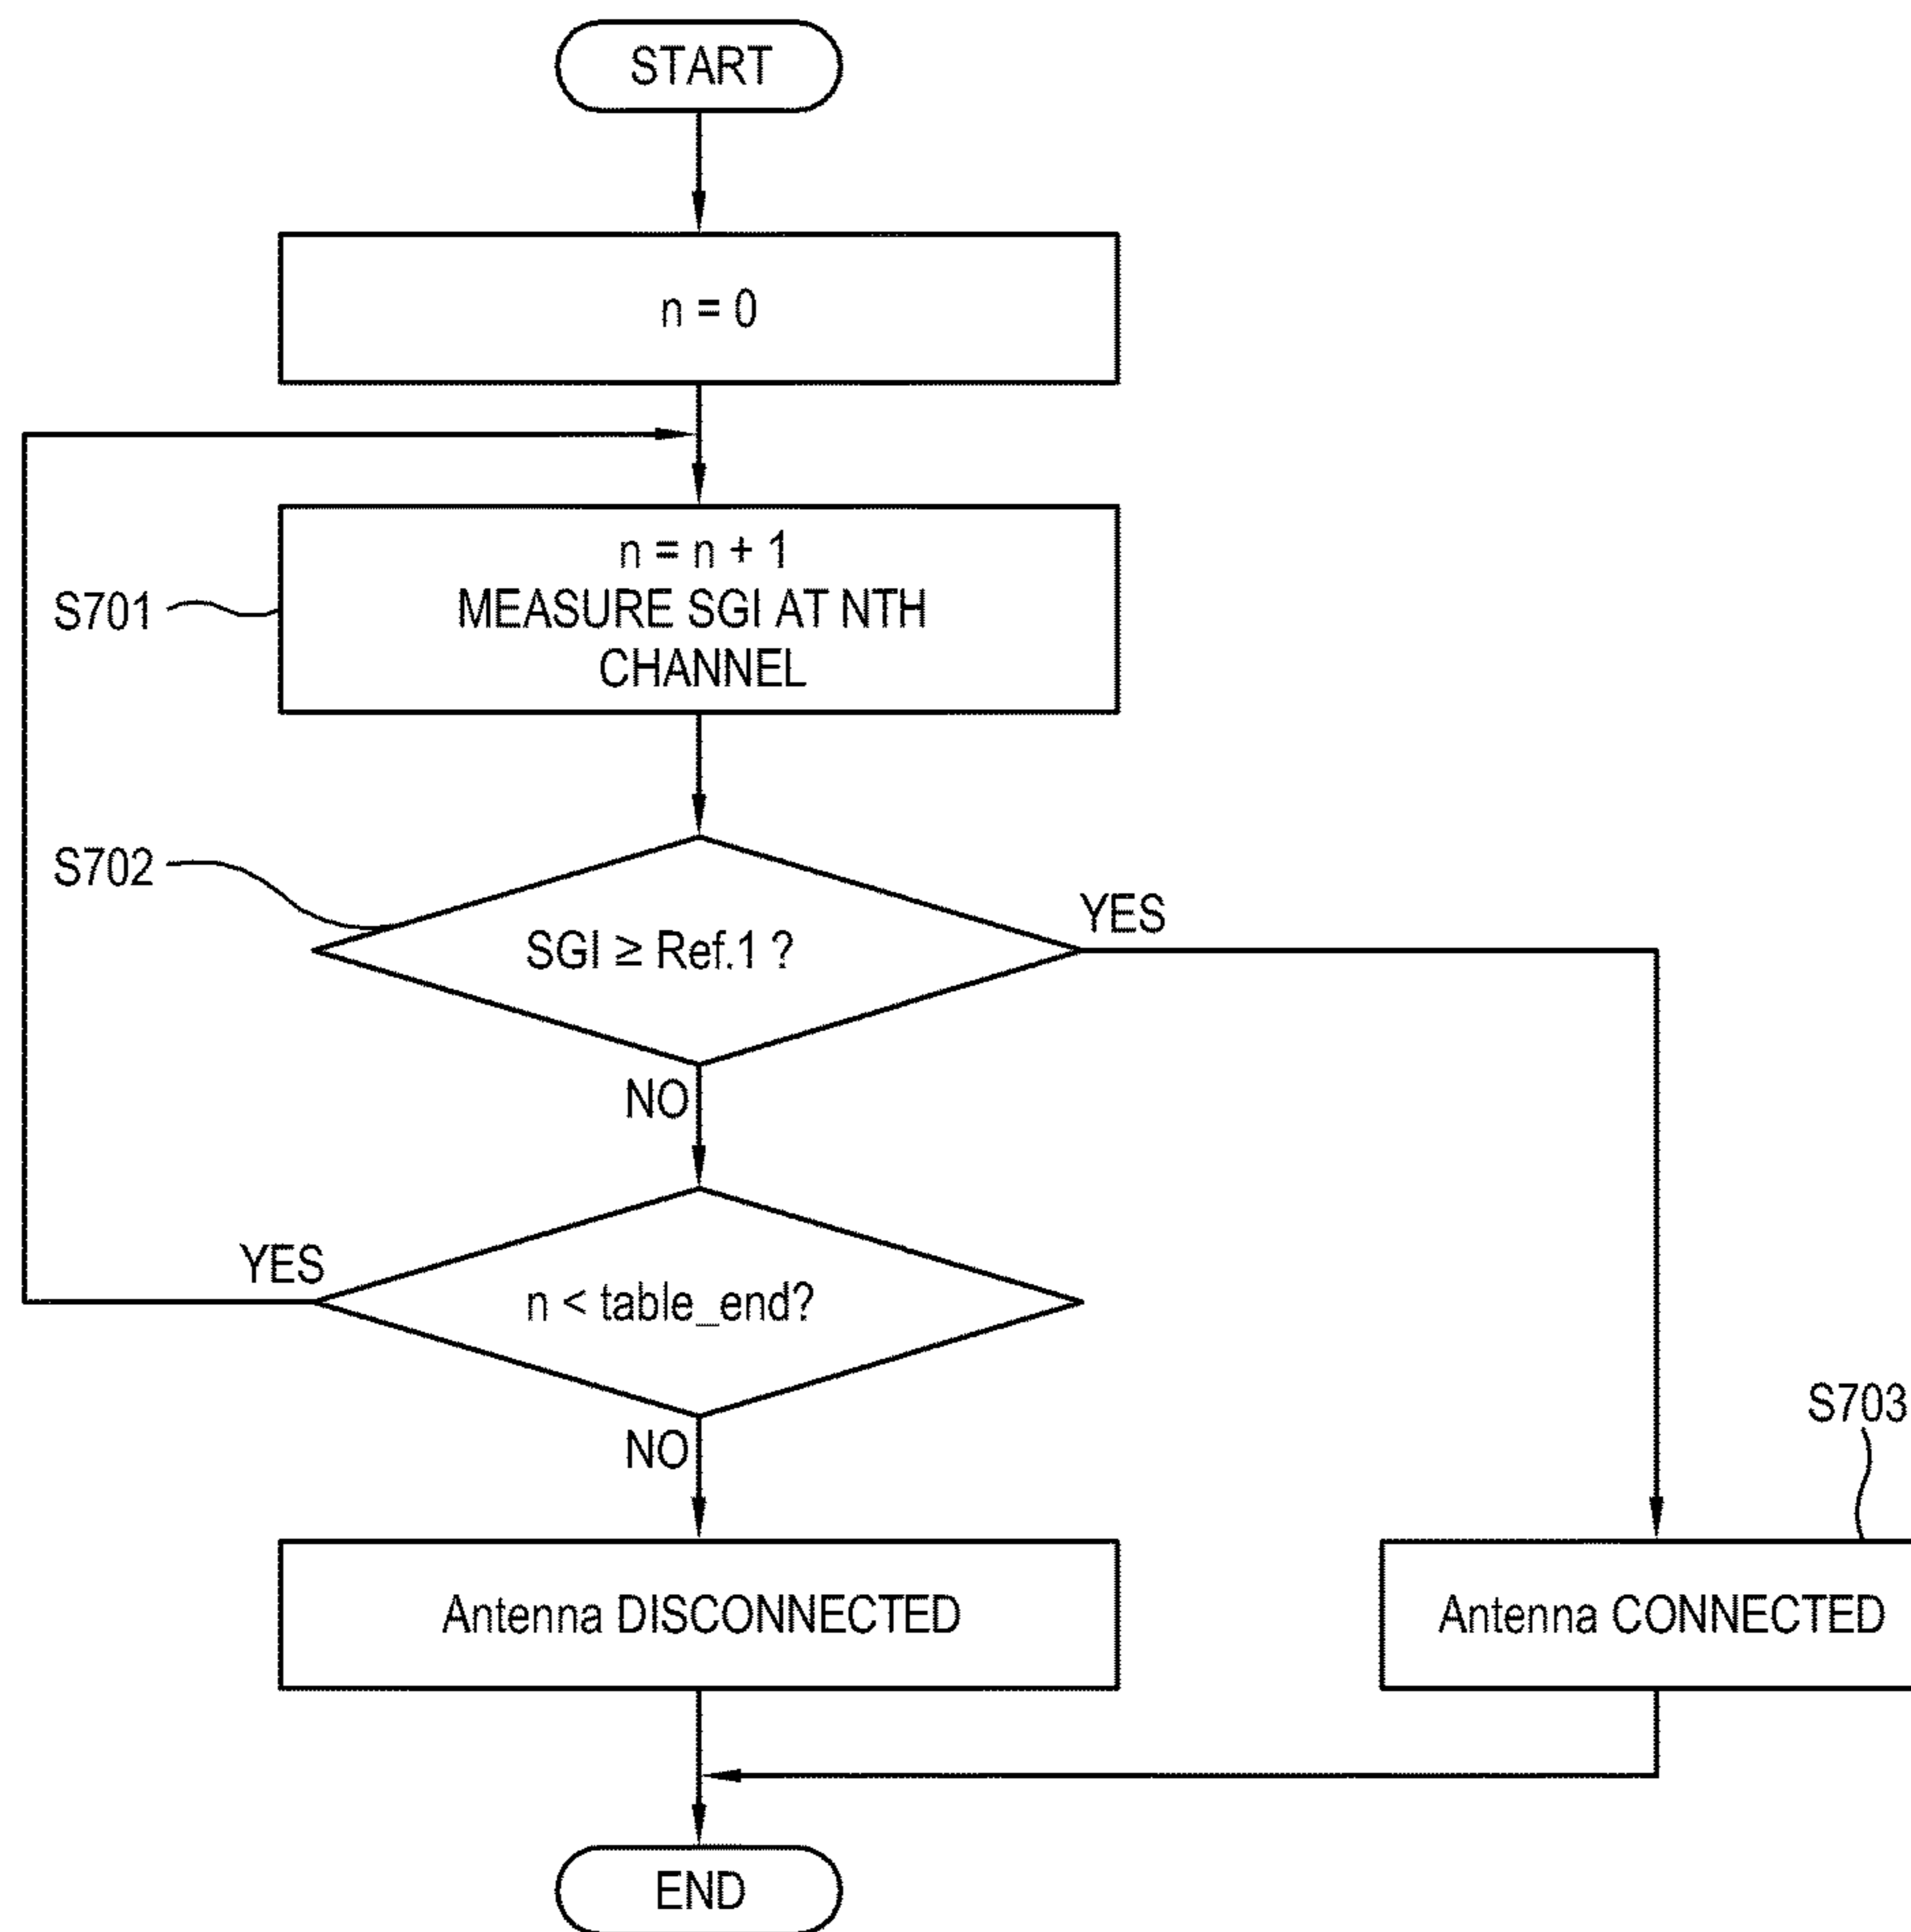 START
n = 0
n = n + 1
MEASURE SGI AT NTH
CHANNEL
S701
S702
SGI ≥ Ref.1 ?
YES
NO
YES
n < table_end?
NO
S703
Antenna DISCONNECTED
Antenna CONNECTED
END